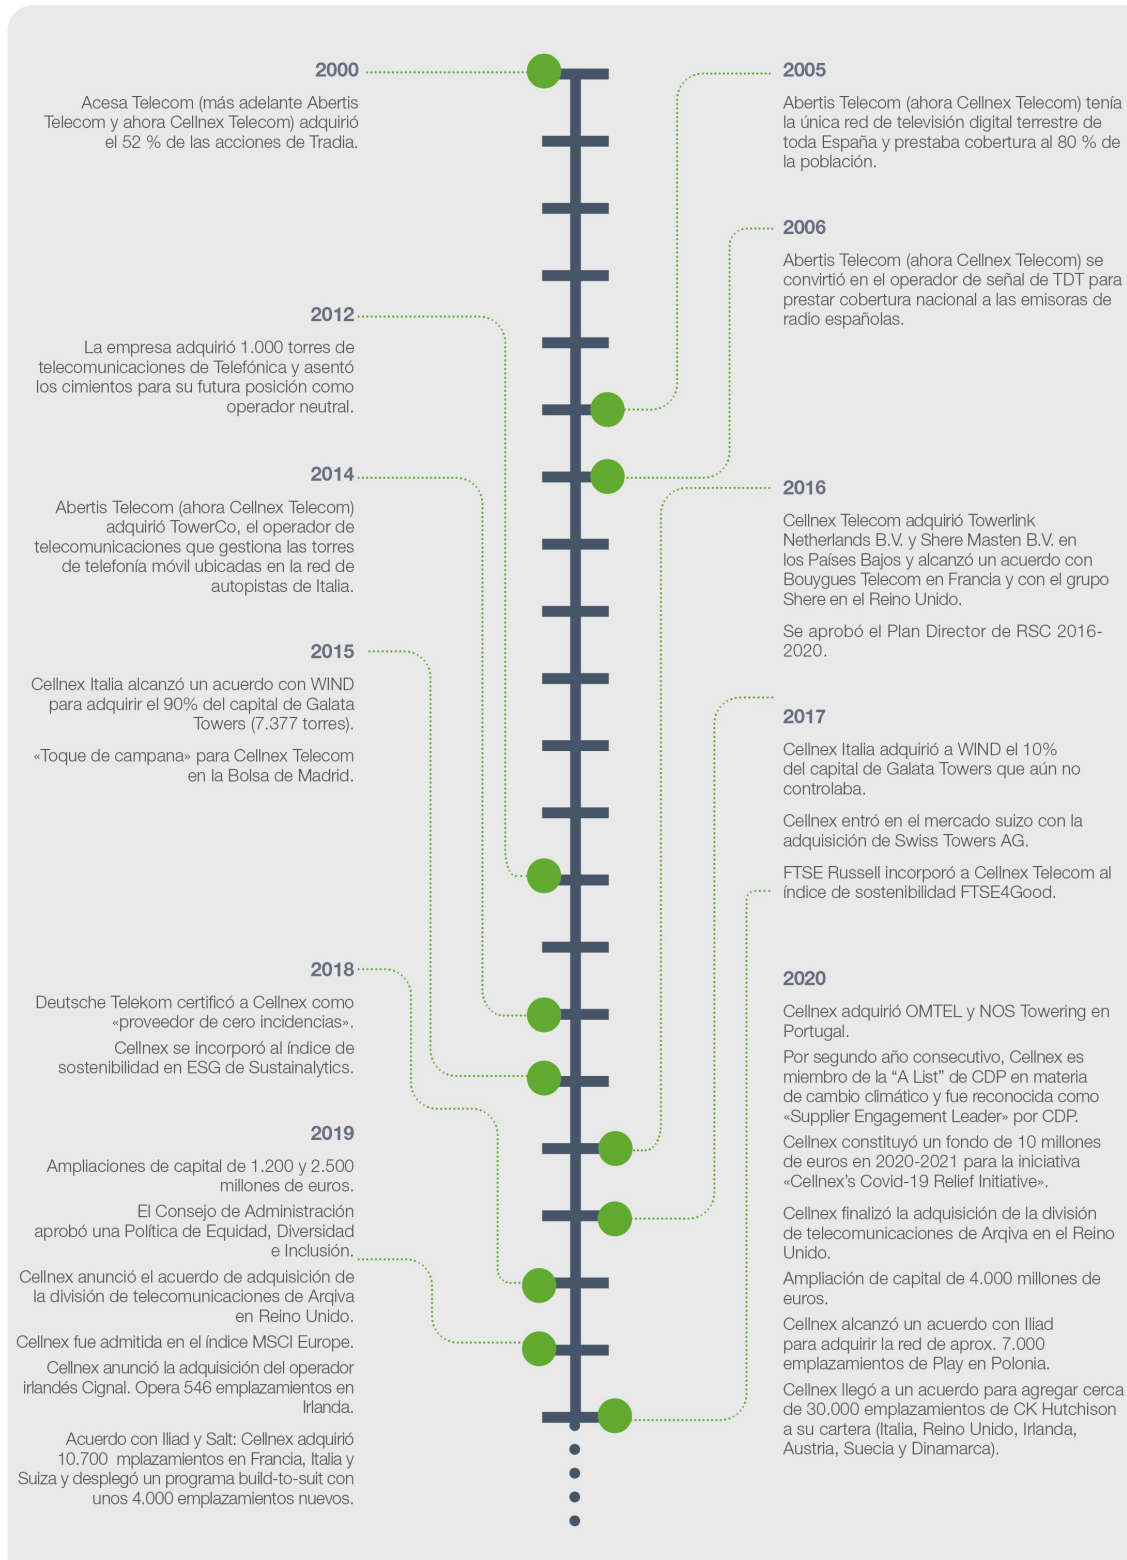 2000
Acesa Telecom (más adelante Abertis
Telecom y ahora Cellnex Telecom) adquirió
el 52 % de las acciones de Tradia.
2005
Abertis Telecom (ahora Cellnex Telecom) tenía
la única red de televisión digital terrestre de
toda España y prestaba cobertura al 80 % de
la población.
2006
Abertis Telecom (ahora Cellnex Telecom) se
convirtió en el operador de señal de TDT para
prestar cobertura nacional a las emisoras de
radio españolas.
2012
La empresa adquirió 1.000 torres de
telecomunicaciones de Telefónica y asentó
los cimientos para su futura posición como
operador neutral.
2014
Abertis Telecom (ahora Cellnex Telecom)
adquirió TowerCo, el operador de
telecomunicaciones que gestiona las torres
de telefonía móvil ubicadas en la red de
autopistas de Italia.
2015
Cellnex Italia alcanzó un acuerdo con WIND
para adquirir el 90% del capital de Galata
Towers (7.377 torres).
«Toque de campana» para Cellnex Telecom
en la Bolsa de Madrid.
2016
Cellnex Telecom adquirió Towerlink
Netherlands B.V. y Shere Masten B.V. en
los Países Bajos y alcanzó un acuerdo con
Bouygues Telecom en Francia y con el grupo
Shere en el Reino Unido.
Se aprobó el Plan Director de RSC 2016-
2020.
2017
Cellnex Italia adquirió a WIND el 10%
del capital de Galata Towers que aún no
controlaba.
Cellnex entró en el mercado suizo con la
adquisición de Swiss Towers AG.
FTSE Russell incorporó a Cellnex Telecom al
índice de sostenibilidad FTSE4Good.
2018
Deutsche Telekom certificó a Cellnex como
«proveedor de cero incidencias».
Cellnex se incorporó al índice de
sostenibilidad en ESG de Sustainalytics.
2019
Ampliaciones de capital de 1.200 y 2.500
millones de euros.
El Consejo de Administración
aprobó una Política de Equidad, Diversidad
e Inclusión.
Cellnex anunció el acuerdo de adquisición de
la división de telecomunicaciones de Arqiva
en Reino Unido.
Cellnex fue admitida en el índice MSCI Europe.
Cellnex anunció la adquisición del operador
irlandés Cignal. Opera 546 emplazamientos en
Irlanda.
Acuerdo con Iliad y Salt: Cellnex adquirió
10.700 mplazamientos en Francia, Italia y
Suiza y desplegó un programa build-to-suit con
unos 4.000 emplazamientos nuevos.
2020
Cellnex adquirió OMTEL y NOS Towering en
Portugal.
Por segundo año consecutivo, Cellnex es
miembro de la “A List” de CDP en materia
de cambio climático y fue reconocida como
«Supplier Engagement Leader» por CDP.
Cellnex constituyó un fondo de 10 millones
de euros en 2020-2021 para la iniciativa
«Cellnex’s Covid-19 Relief Initiative».
Cellnex finalizó la adquisición de la división
de telecomunicaciones de Arqiva en el Reino
Unido.
Ampliación de capital de 4.000 millones de
euros.
Cellnex alcanzó un acuerdo con Iliad
para adquirir la red de aprox. 7.000
emplazamientos de Play en Polonia.
Cellnex llegó a un acuerdo para agregar cerca
de 30.000 emplazamientos de CK Hutchison
a su cartera (Italia, Reino Unido, Irlanda,
Austria, Suecia y Dinamarca).